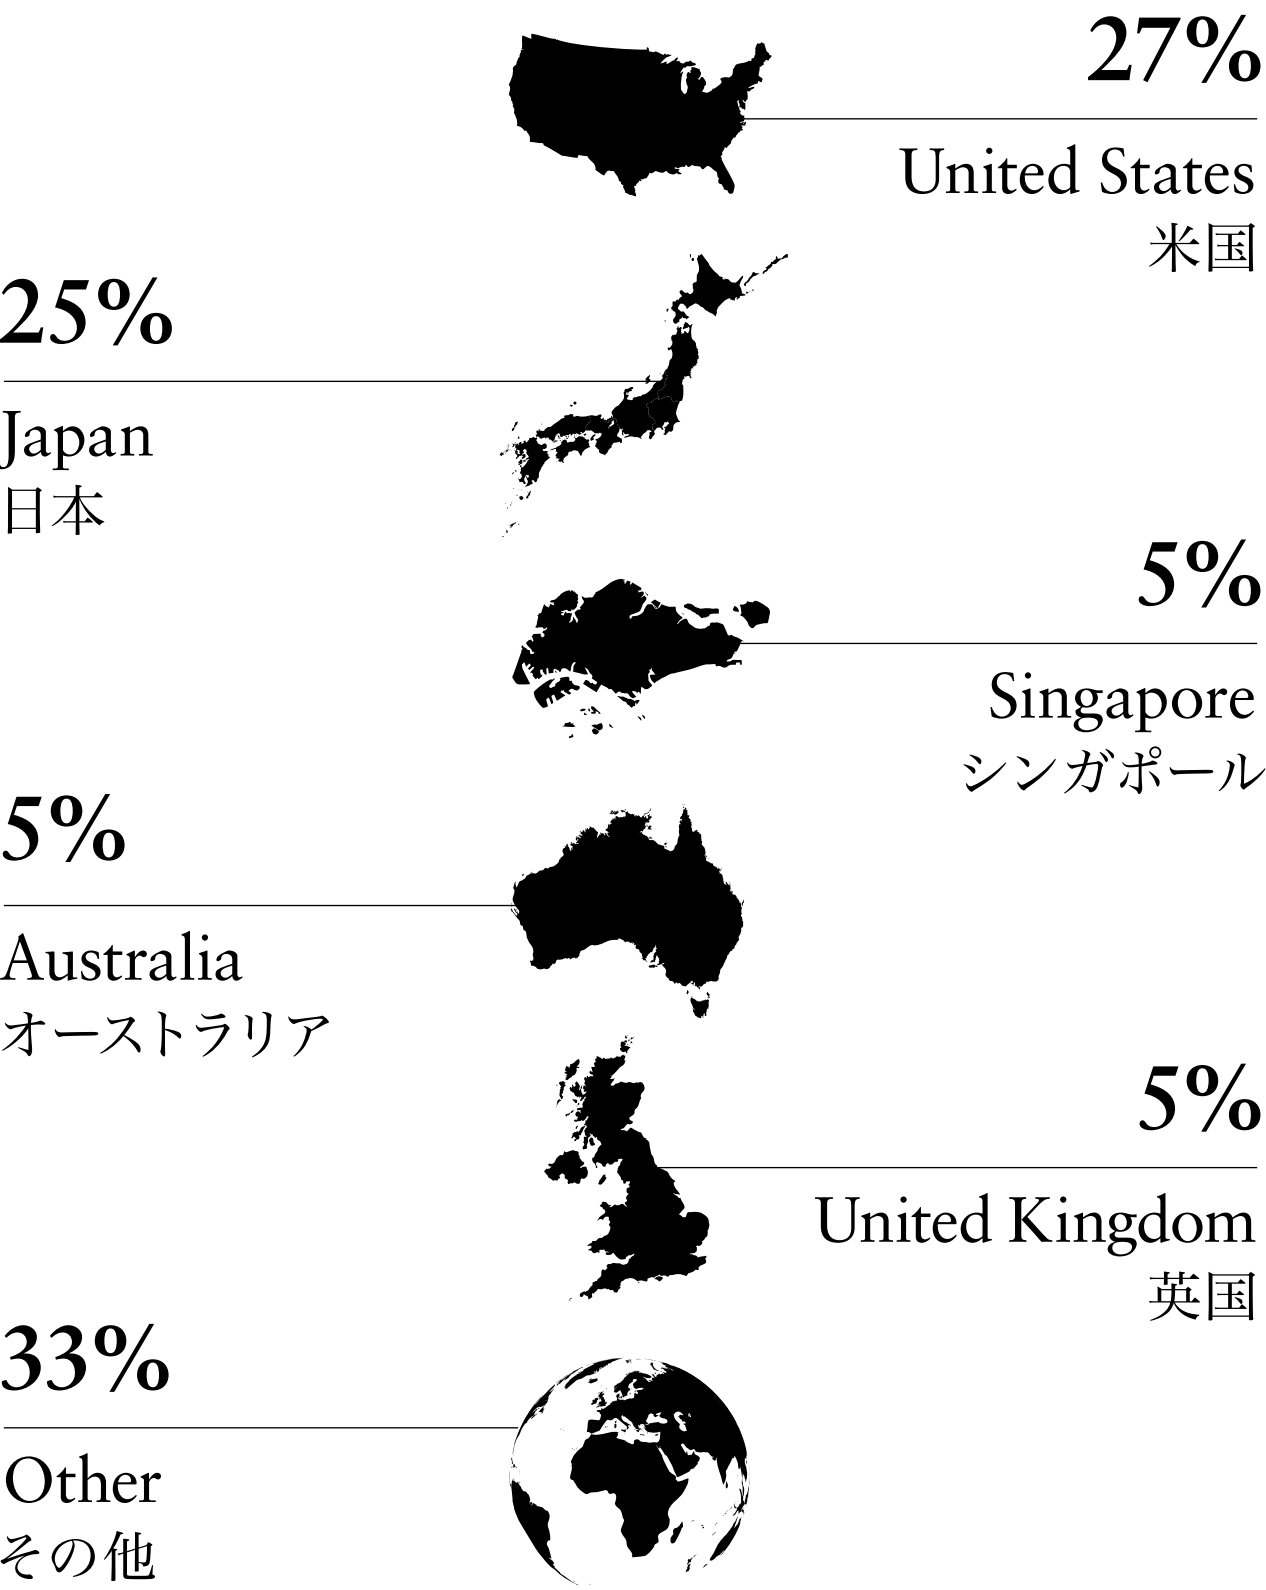 27%
United States
米国
25%
Japan
日本
5%
Singapore
シンガポール
5%
Australia
オーストラリア
5%
United Kingdom
英国
33%
Other
その他